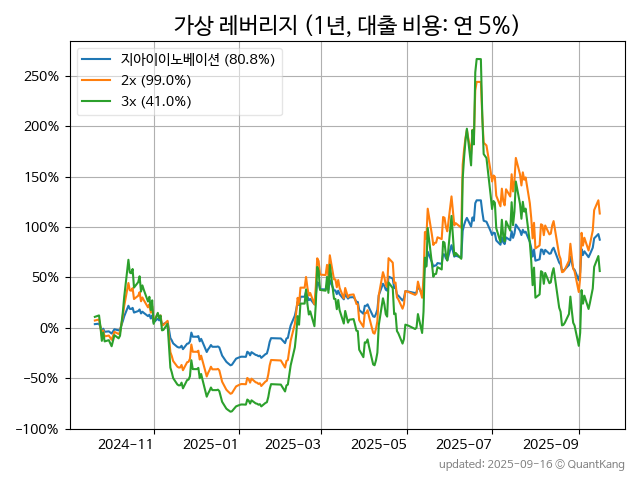 가상 레버리지 (1년, 대출 비용: 연 5%)
지아이이노베이션 (80.8%)
2x (99.0%)
3x (41.0%)
250%
200%
150%
100%
50%
0%
−50%
−100%
2024-11 2025-01 2025-03 2025-05 2025-07 2025-09
updated: 2025-09-16 ⓒ QuantKang